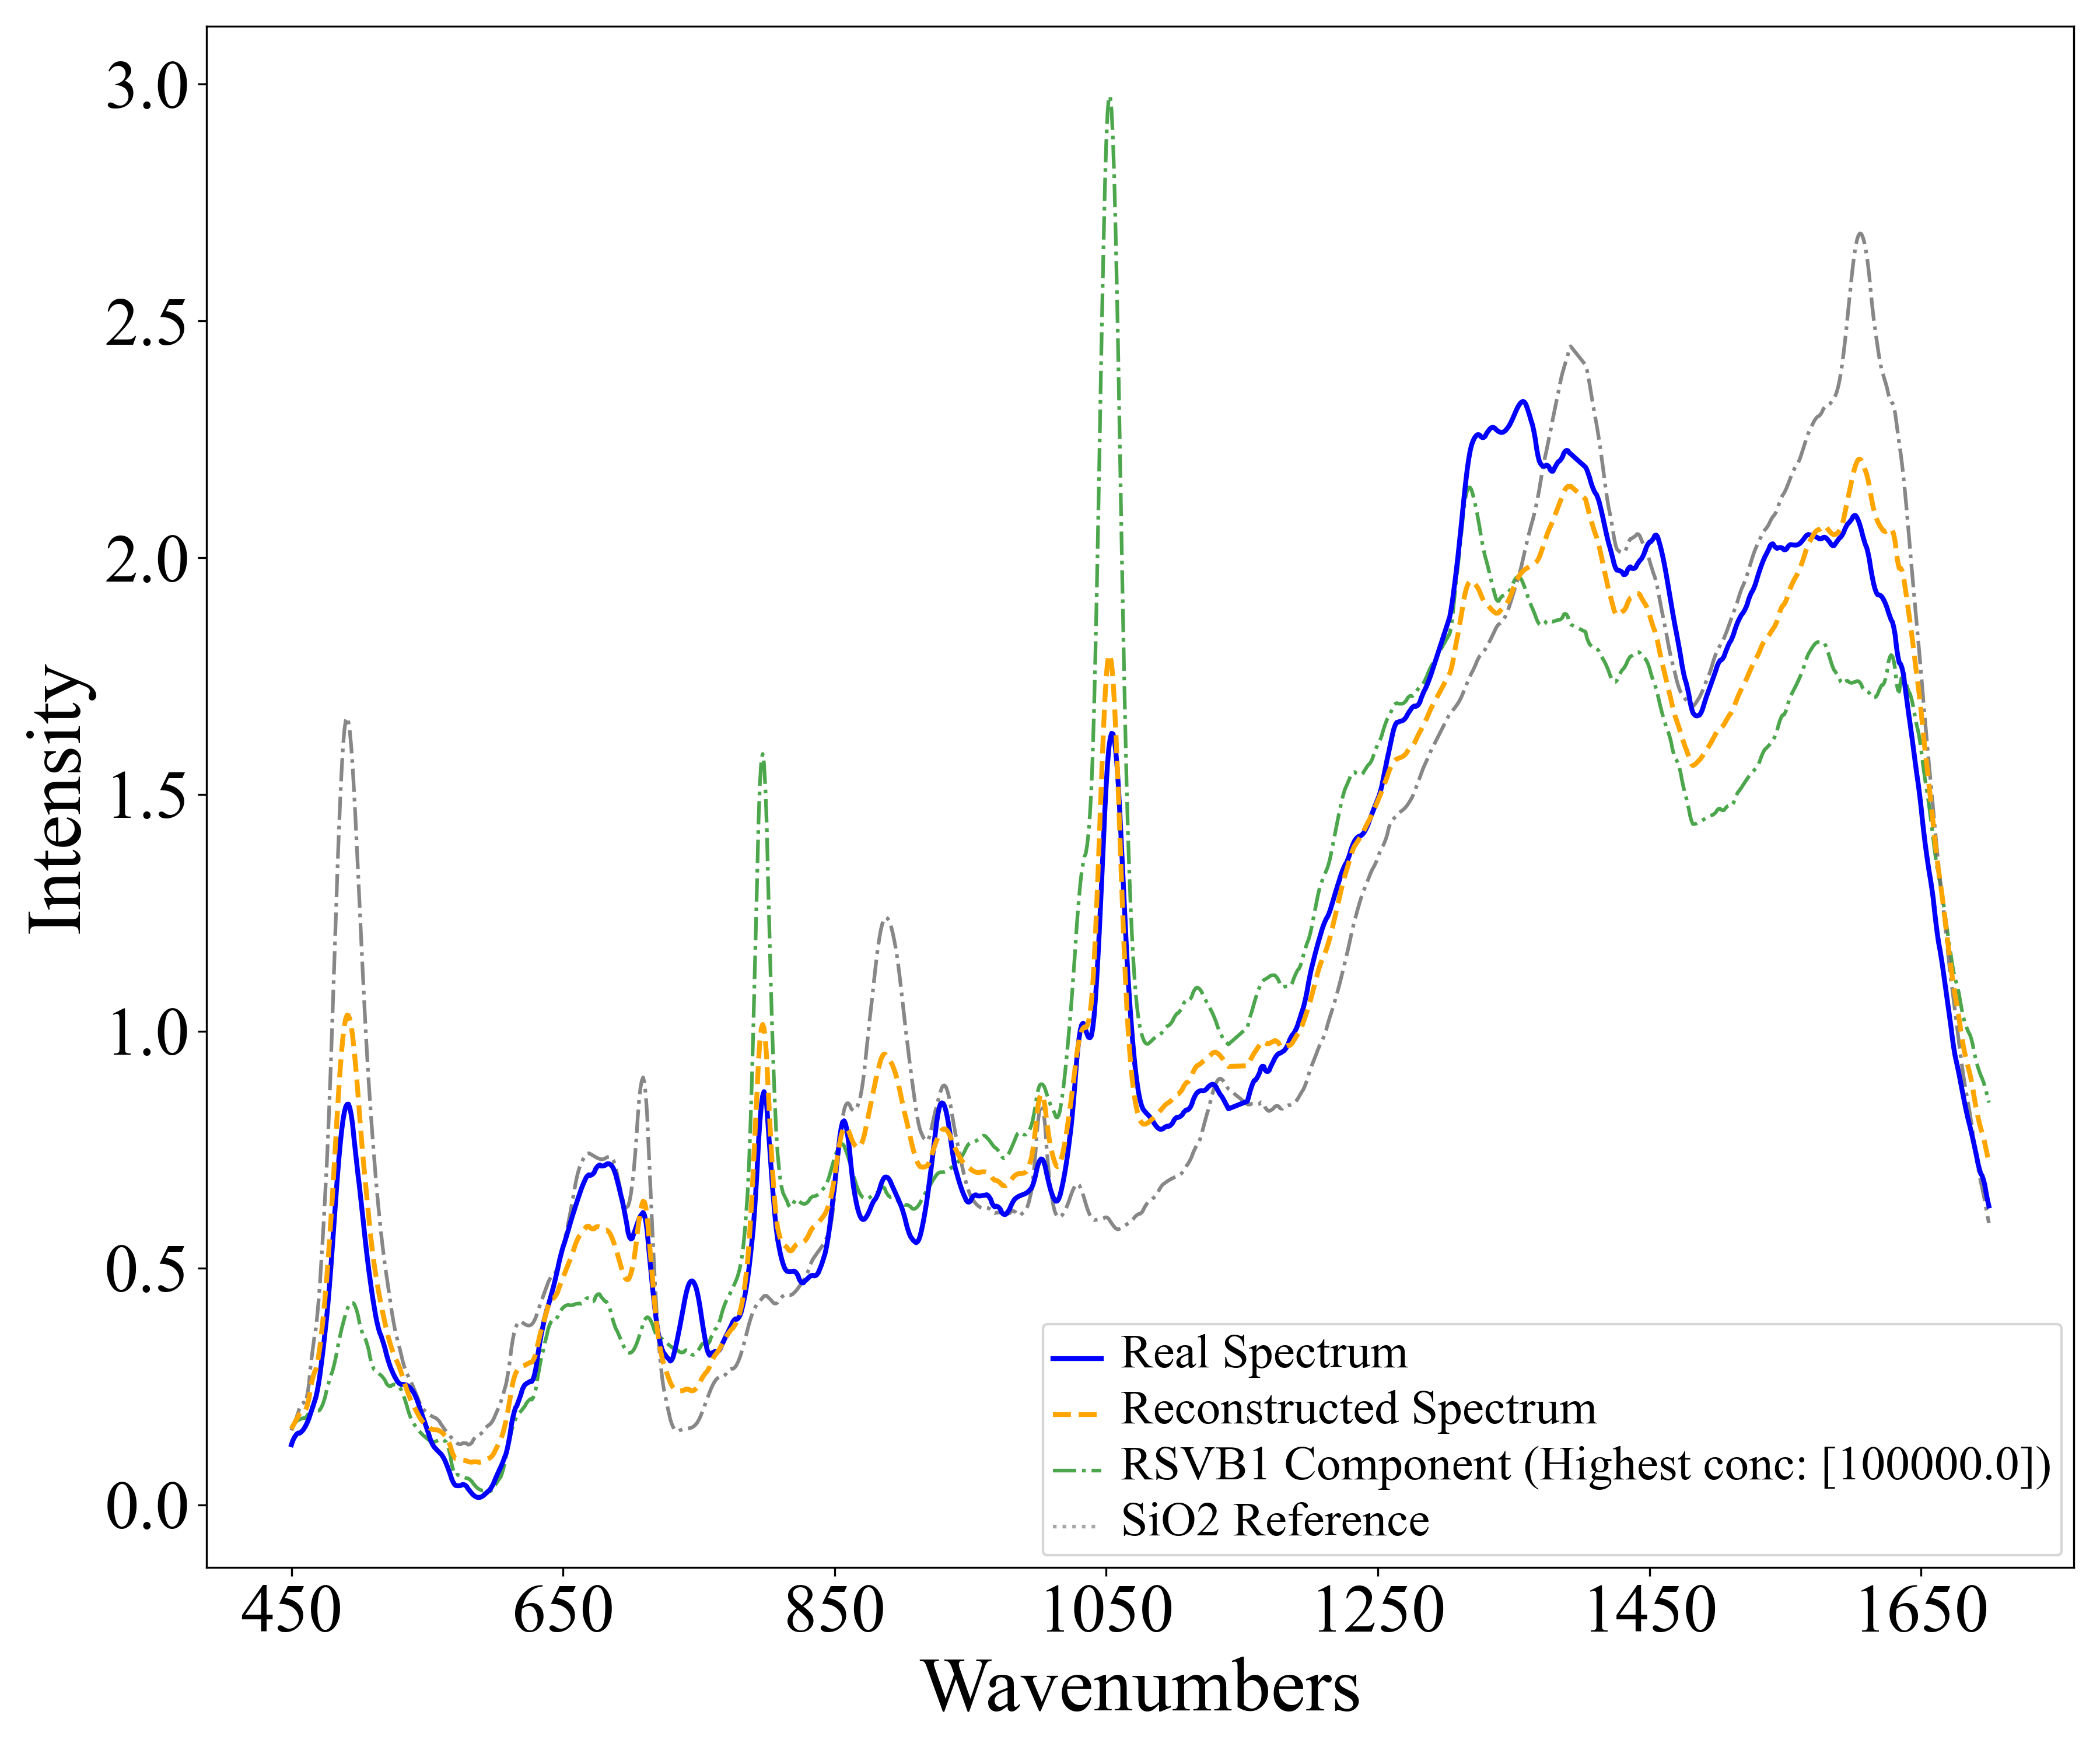 3.0
2.5
2.0
1.5
1.0
0.5
0.0
Intensity
450 650 850 1050 1250 1450 1650
Wavenumbers
Real Spectrum
Reconstructed Spectrum
RSVB1 Component (Highest conc: [100000.0])
SiO2 Reference